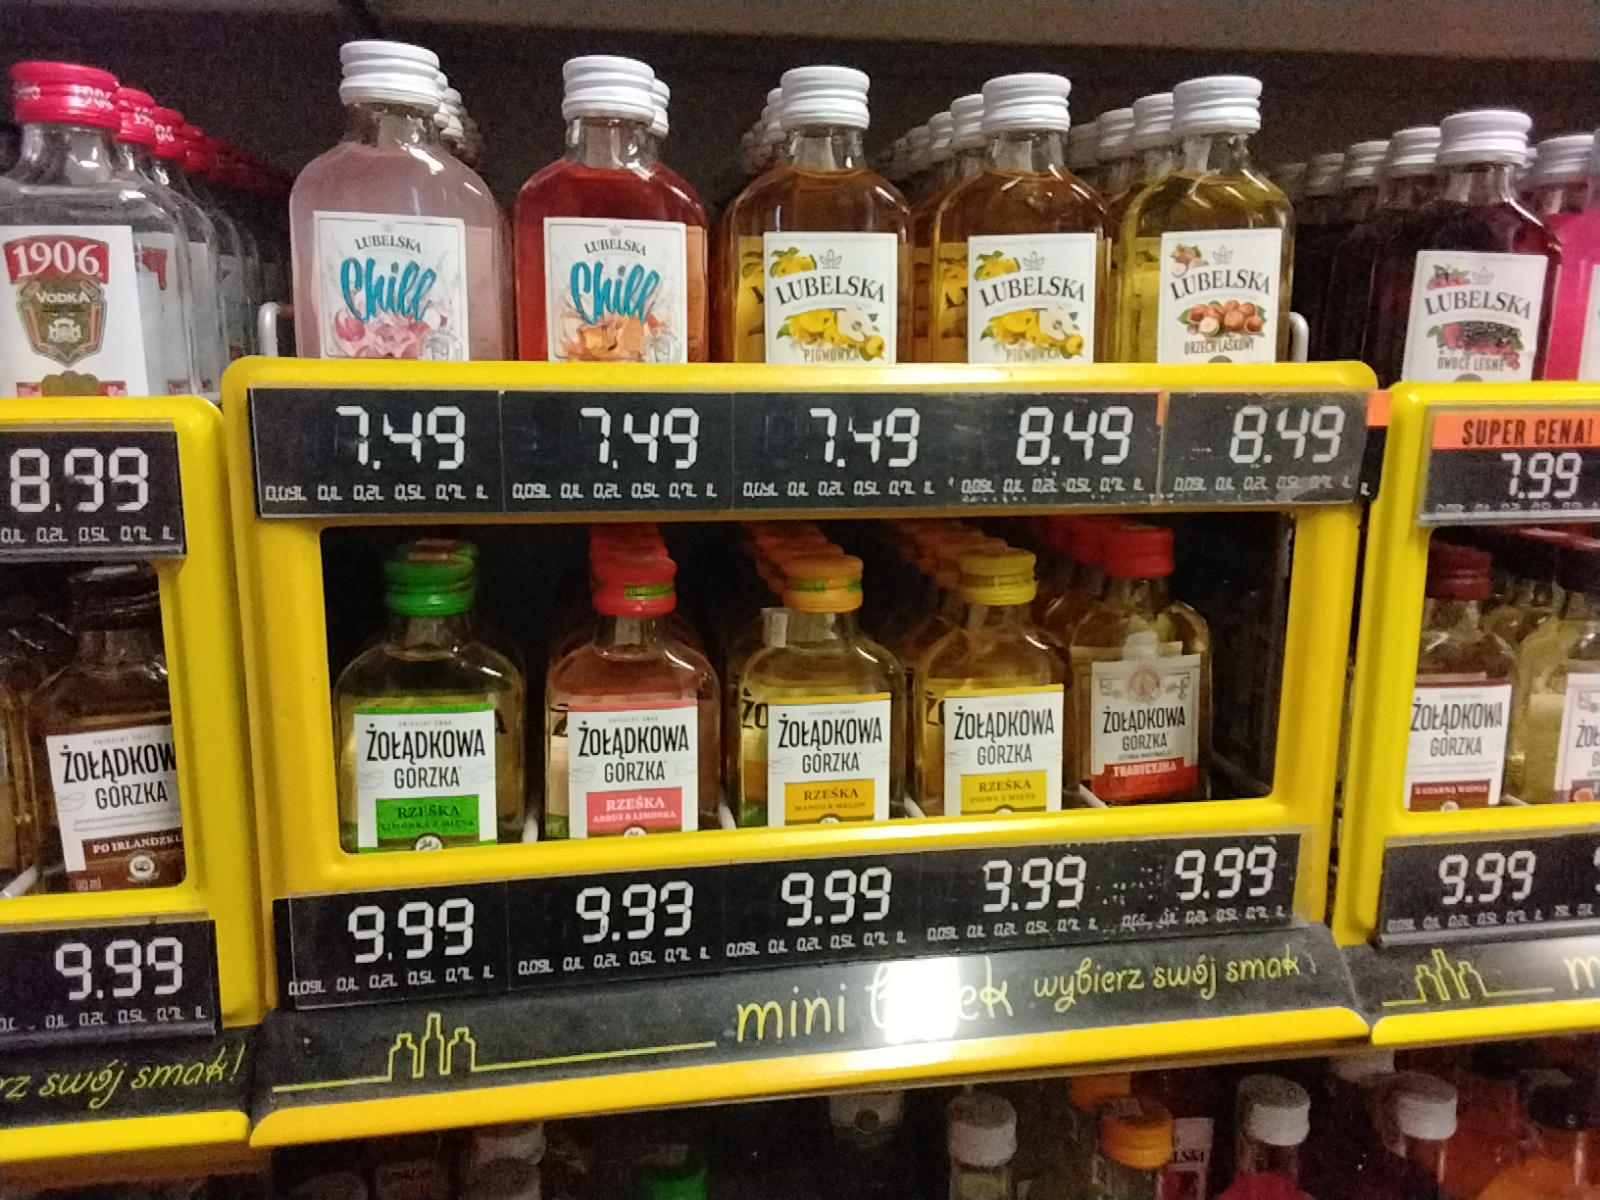 1906
VODKA
LUBELSKA
Chill
LUBELSKA
Chill
LUBELSKA
PIGWÓWKA
LUBELSKA
PIGWÓWKA
LUBELSKA
ORZECH LASKOWY
LUBELSKA
OWOCE LEŚNE
8.99
0,1L 0,2L 0,5L 0,7L 1L
7.49
0,09L 0,1L 0,2L 0,5L 0,7L 1L
7.49
0,09L 0,1L 0,2L 0,5L 0,7L 1L
7.49
0,09L 0,1L 0,2L 0,5L 0,7L 1L
8.49
0,09L 0,1L 0,2L 0,5L 0,7L 1L
8.49
0,09L 0,1L 0,2L 0,5L 0,7L 1L
SUPER CENA!
7.99
ŻOŁĄDKOW
GORZKA
PO IRLANDZKU
ŻOŁĄDKOWA
GORZKA
RZEŚKA
LIMONKA Z MIĘTĄ
ŻOŁĄDKOWA
GORZKA
RZEŚKA
ARBUZ & LIMONKA
ŻOŁĄDKOWA
GORZKA
RZEŚKA
MANGO & MELON
ŻOŁĄDKOWA
GORZKA
RZEŚKA
PIGWA Z MIĘTĄ
ŻOŁĄDKOWA
GORZKA
TRADYCYJNA
ŻOŁĄDKOWA
GORZKA
Z CZARNĄ WIŚNIĄ
9.99
0,1L 0,2L 0,5L 0,7L 1L
9.99
0,09L 0,1L 0,2L 0,5L 0,7L 1L
9.99
0,09L 0,1L 0,2L 0,5L 0,7L 1L
9.99
0,09L 0,1L 0,2L 0,5L 0,7L 1L
9.99
0,09L 0,1L 0,2L 0,5L 0,7L 1L
9.99
0,1L 0,2L 0,5L 0,7L 1L
9.99
swój smak!
mini wybierz swój smak